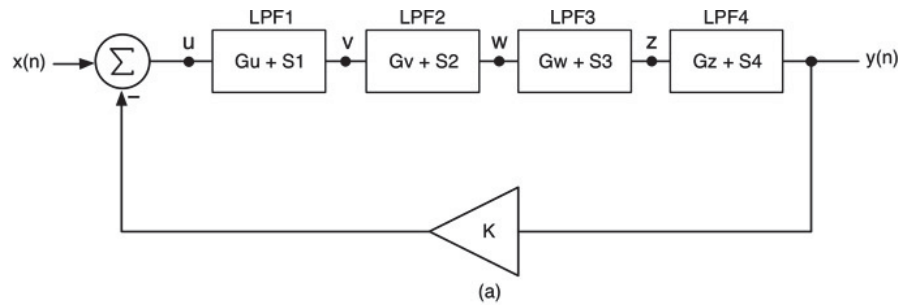 LPF1 LPF2 LPF3 LPF4
x(n) Σ u Gu + S1 v Gv + S2 w Gw + S3 z Gz + S4 y(n)
−
K
(a)